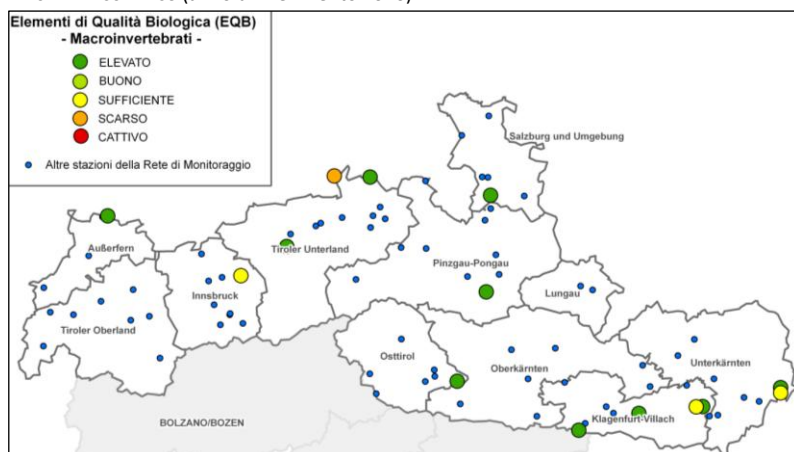 Elementi di Qualità Biologica (EQB)
- Macroinvertebrati -
ELEVATO
BUONO
SUFFICIENTE
SCARSO
CATTIVO
Altre stazioni della Rete di Monitoraggio
Salzburg und Umgebung
Außerfern
Tiroler Unterland
Pinzgau-Pongau
Innsbruck
Lungau
Tiroler Oberland
Osttirol
Oberkärnten
Unterkärnten
Klagenfurt-Villach
BOLZANO/BOZEN